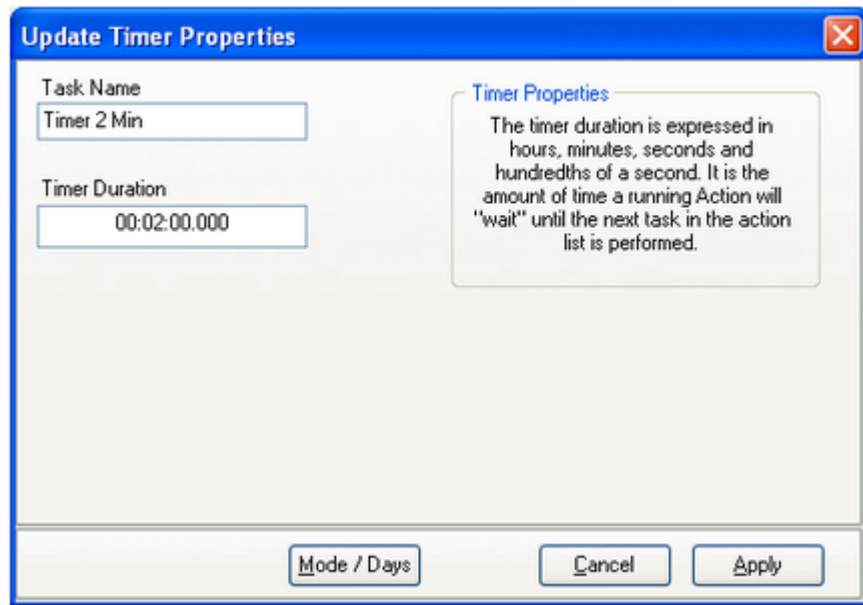 Update Timer Properties
Task Name
Timer 2 Min
Timer Duration
00:02:00.000
Timer Properties
The timer duration is expressed in
hours, minutes, seconds and
hundredths of a second. It is the
amount of time a running Action will
"wait" until the next task in the action
list is performed.
Mode / Days
Cancel
Apply